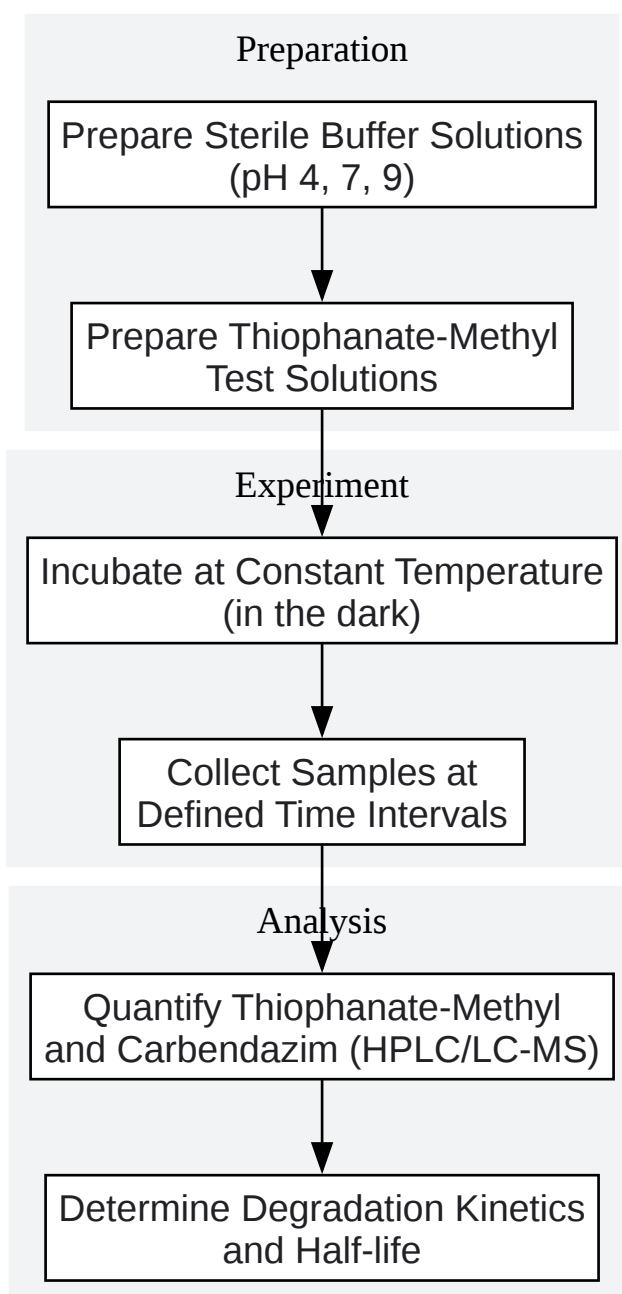 Preparation
Prepare Sterile Buffer Solutions
(pH 4, 7, 9)
Prepare Thiophanate-Methyl
Test Solutions
Experiment
Incubate at Constant Temperature
(in the dark)
Collect Samples at
Defined Time Intervals
Analysis
Quantify Thiophanate-Methyl
and Carbendazim (HPLC/LC-MS)
Determine Degradation Kinetics
and Half-life